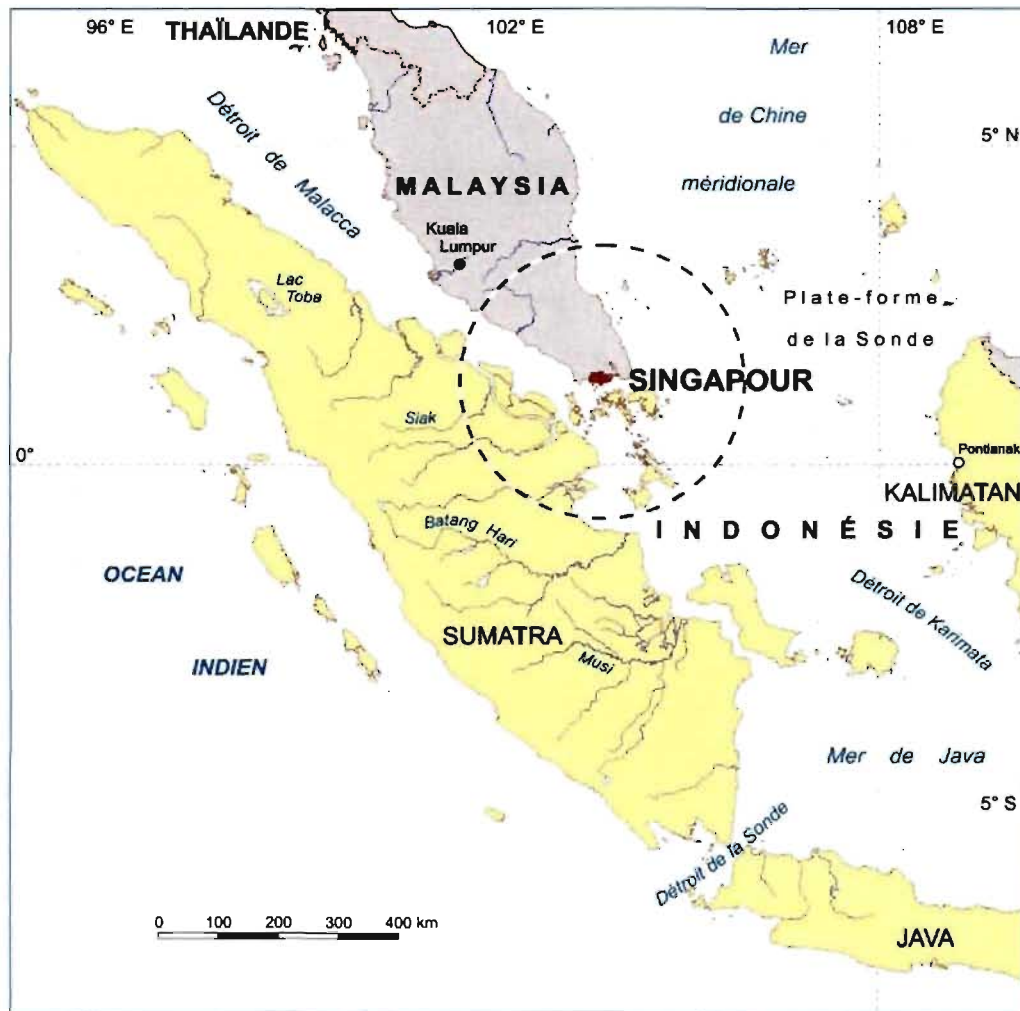 96° E
THAÏLANDE
102° E
108° E
Mer
de Chine
méridionale
5° N
Détroit de Malacca
MALAYSIA
Kuala
Lumpur
Lac
Toba
Plate-forme
de la Sonde
SINGAPOUR
Siak
0°
Pontianak
KALIMATAN
INDONÉSIE
Batang Hari
OCEAN
INDIEN
Détroit de Karimata
SUMATRA
Musi
Mer de Java
5° S
Détroit de la Sonde
0 100 200 300 400 km
JAVA